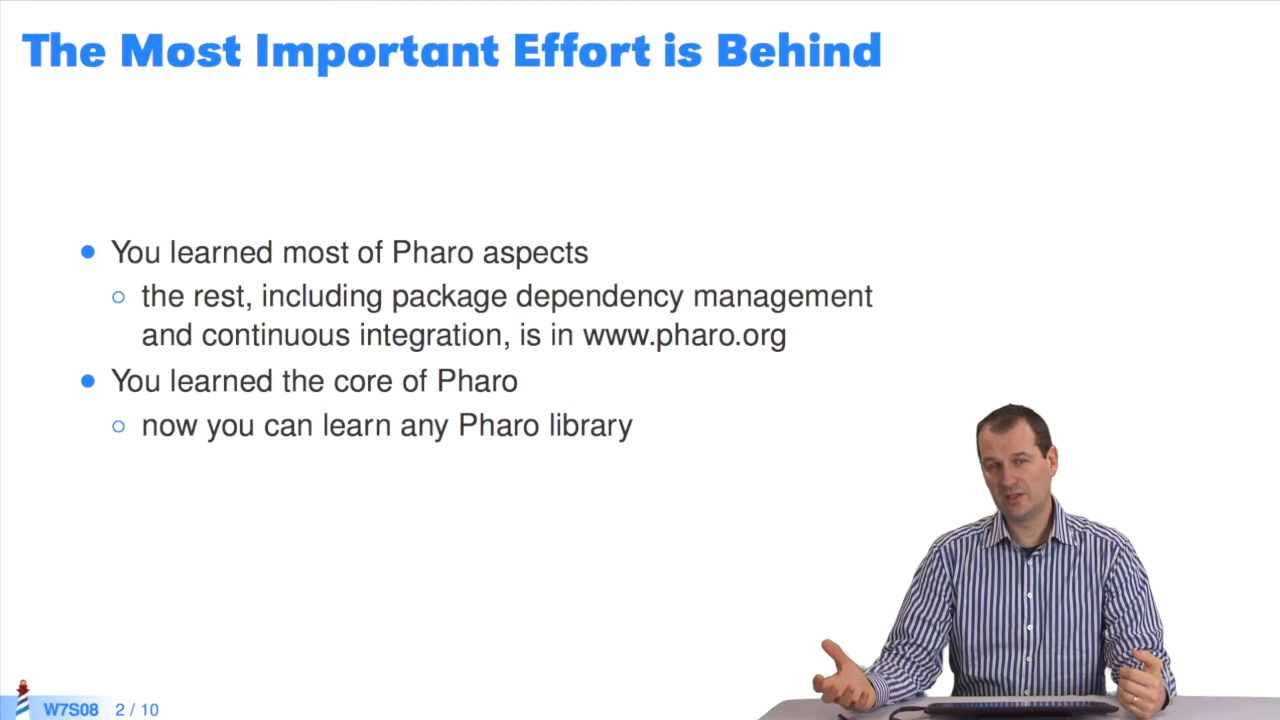 The Most Important Effort is Behind
You learned most of Pharo aspects
the rest, including package dependency management
and continuous integration, is in www.pharo.org
You learned the core of Pharo
now you can learn any Pharo library
W7S08 2 / 10